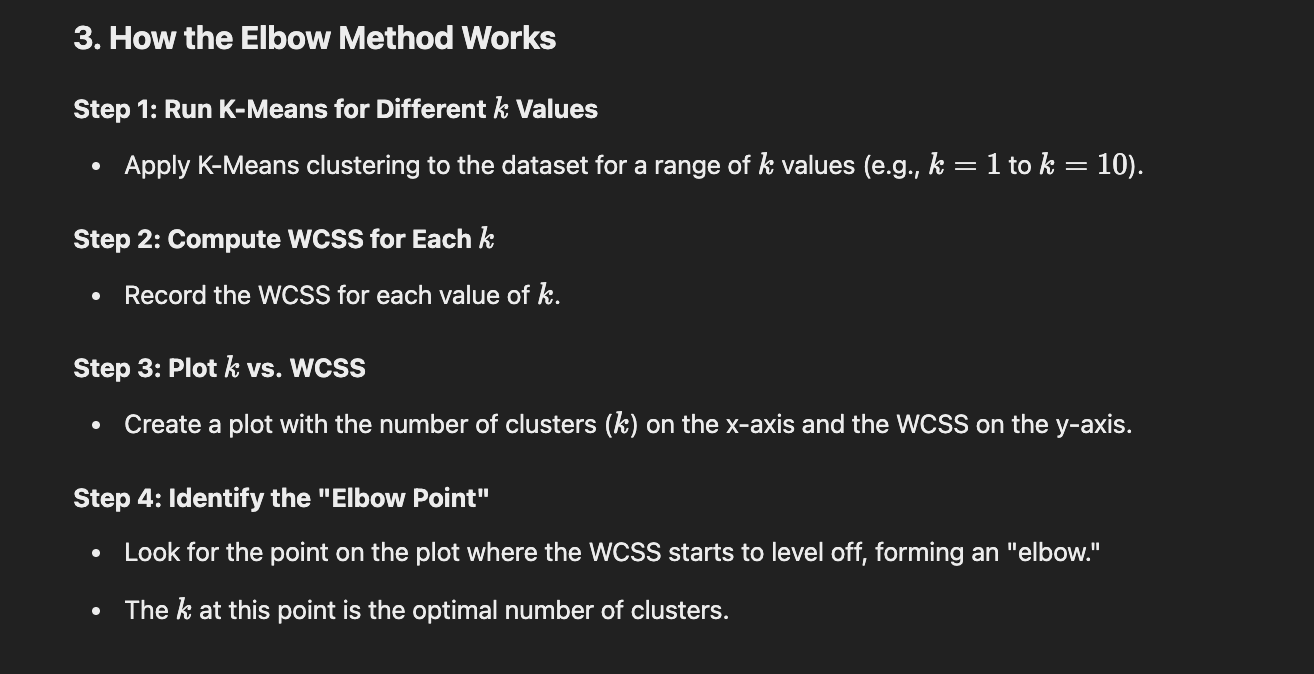 3. How the Elbow Method Works
Step 1: Run K-Means for Different k Values
• Apply K-Means clustering to the dataset for a range of k values (e.g., k = 1 to k = 10).
Step 2: Compute WCSS for Each k
• Record the WCSS for each value of k.
Step 3: Plot k vs. WCSS
• Create a plot with the number of clusters (k) on the x-axis and the WCSS on the y-axis.
Step 4: Identify the "Elbow Point"
• Look for the point on the plot where the WCSS starts to level off, forming an "elbow."
• The k at this point is the optimal number of clusters.